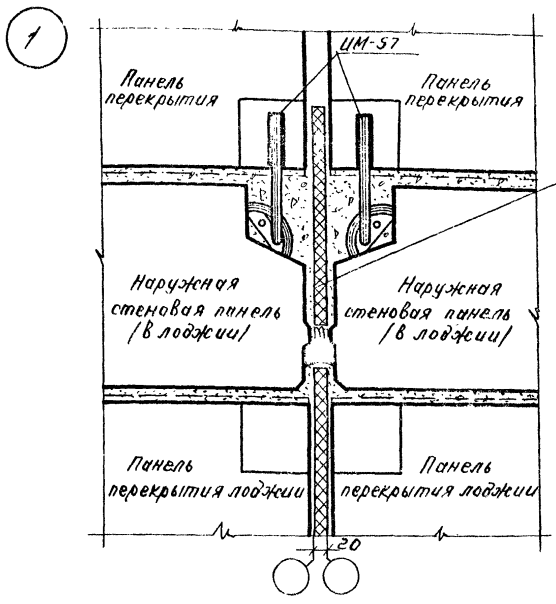 1
ИМ-57
Панель
перекрытия
Панель
перекрытия
Наружная
стеновая панель
/в лоджии/
Наружная
стеновая панель
/в лоджии/
Панель
перекрытия лоджии
Панель
перекрытия лоджии
20